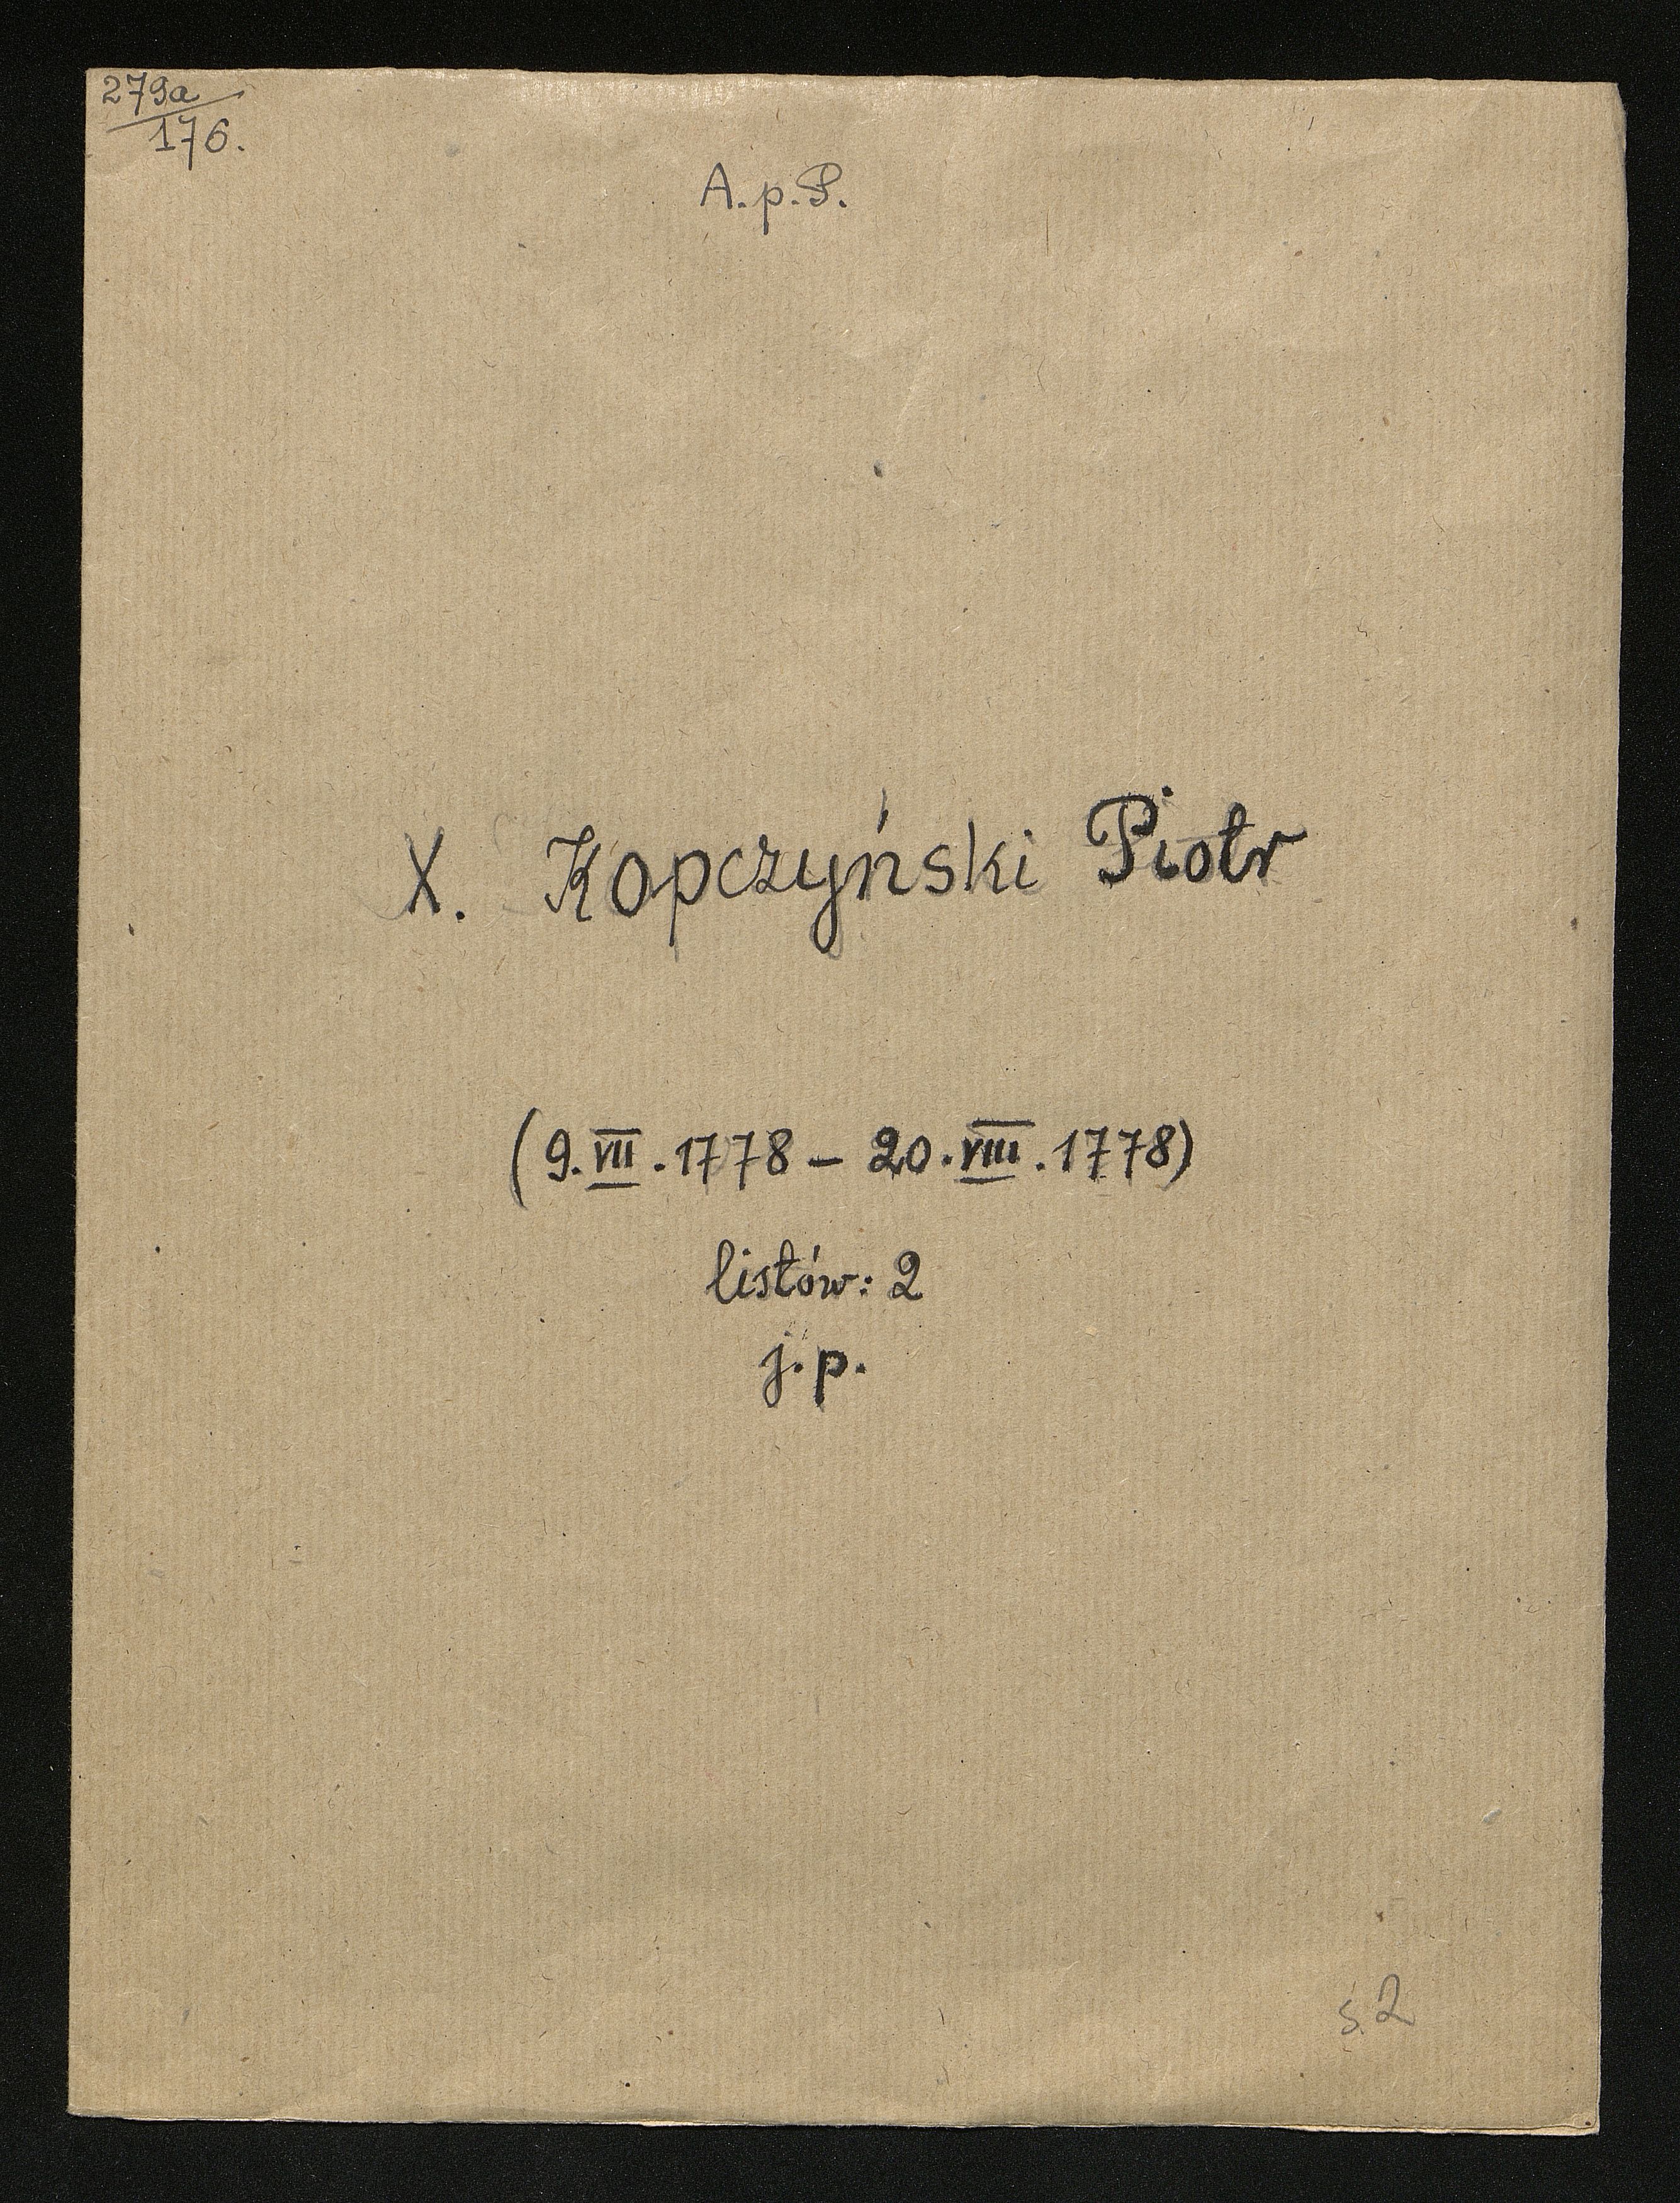 279a
176.
A.p.P.
X. Kopczyński Piotr
(9.VII.1778 – 20.VIII.1778)
listów: 2
j.p.
s.2